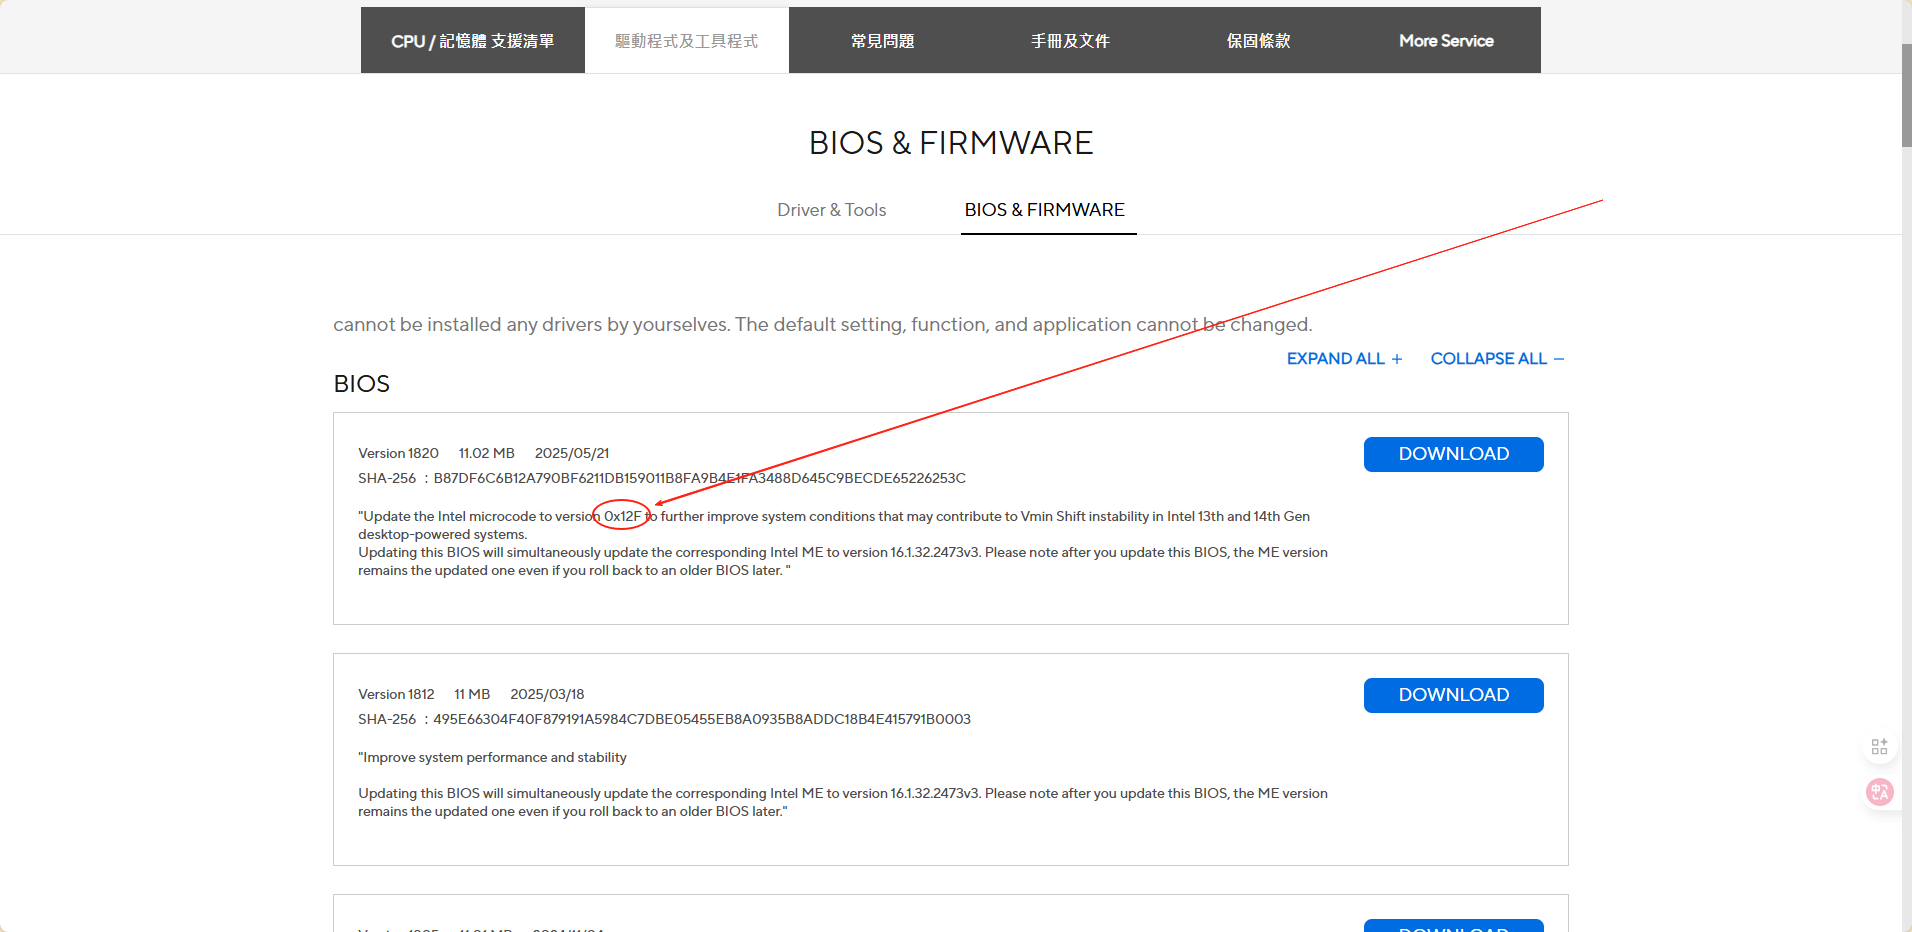 CPU / 記憶體 支援清單
驅動程式及工具程式
常見問題
手冊及文件
保固條款
More Service
BIOS & FIRMWARE
Driver & Tools
BIOS & FIRMWARE
cannot be installed any drivers by yourselves. The default setting, function, and application cannot be changed.
EXPAND ALL +
COLLAPSE ALL −
BIOS
Version 1820 11.02 MB 2025/05/21
DOWNLOAD
SHA-256 : B87DF6C6B12A790BF6211DB159011B8FA9B4E1FA3488D645C9BECDE65226253C
"Update the Intel microcode to version 0x12F to further improve system conditions that may contribute to Vmin Shift instability in Intel 13th and 14th Gen
desktop-powered systems.
Updating this BIOS will simultaneously update the corresponding Intel ME to version 16.1.32.2473v3. Please note after you update this BIOS, the ME version
remains the updated one even if you roll back to an older BIOS later. "
Version 1812 11 MB 2025/03/18
DOWNLOAD
SHA-256 : 495E66304F40F879191A5984C7DBE05455EB8A0935B8ADDC18B4E415791B0003
"Improve system performance and stability
Updating this BIOS will simultaneously update the corresponding Intel ME to version 16.1.32.2473v3. Please note after you update this BIOS, the ME version
remains the updated one even if you roll back to an older BIOS later."
DOWNLOAD